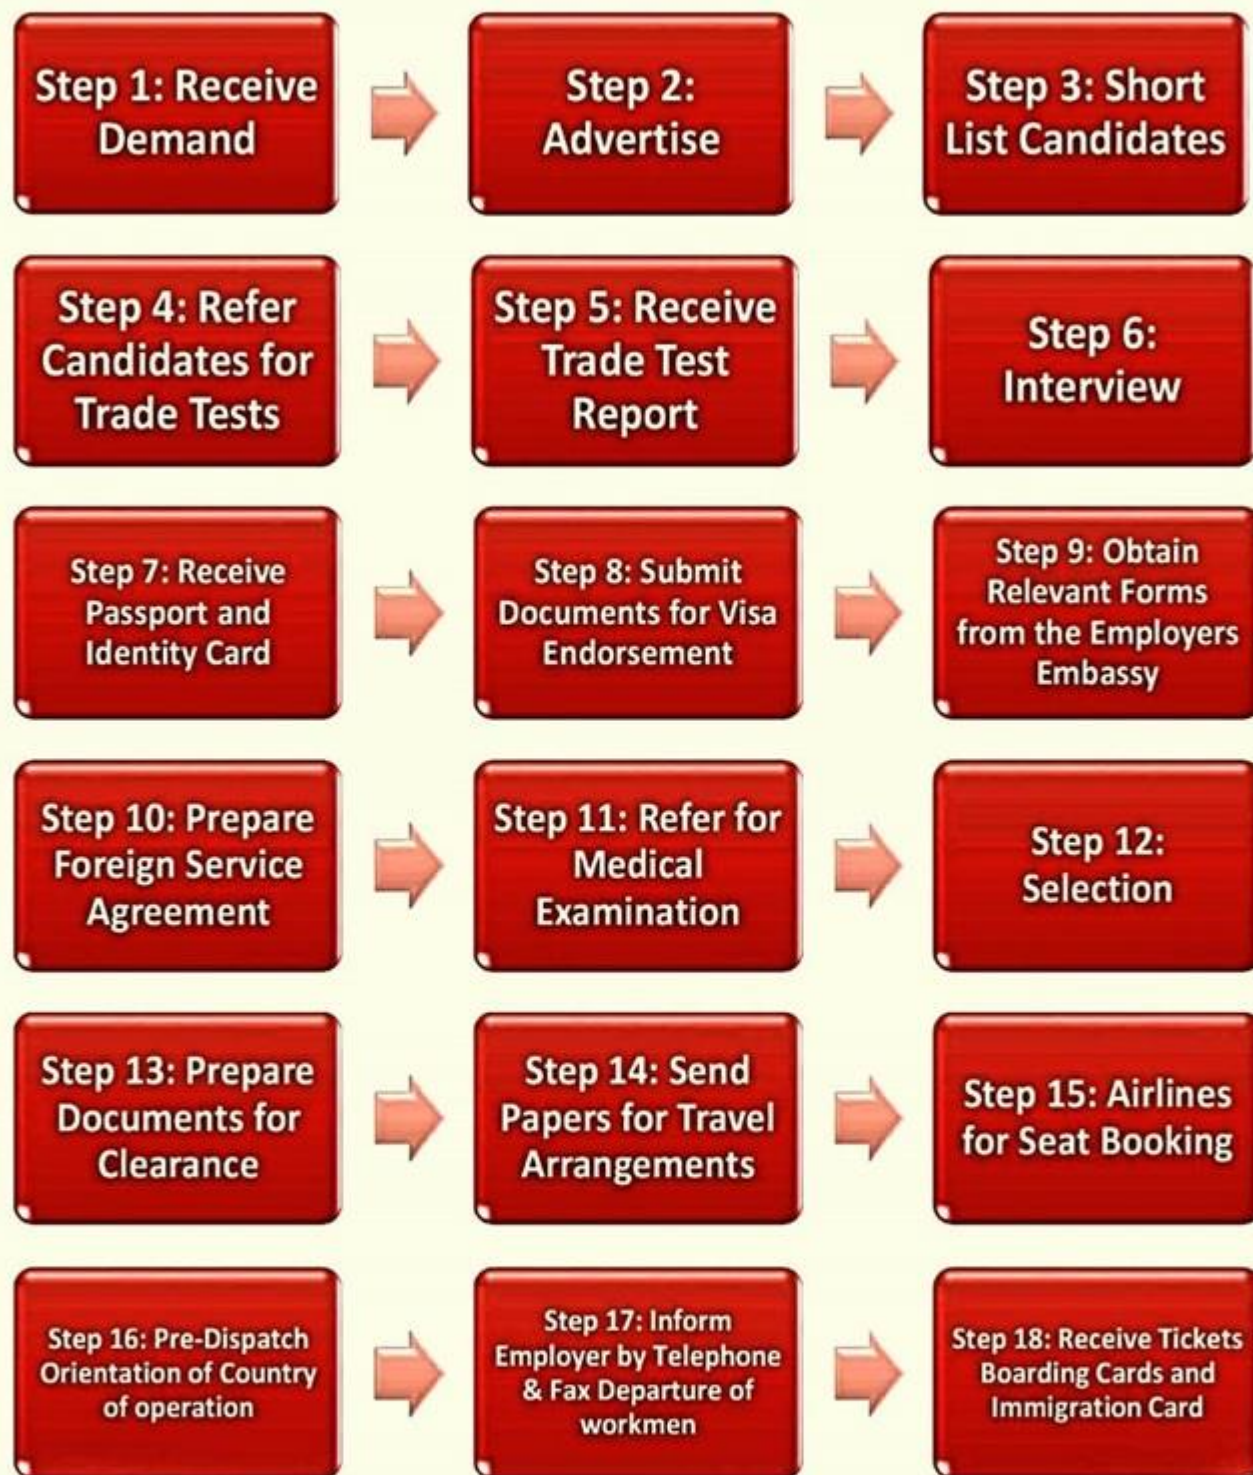 Step 1: Receive
Demand
Step 2:
Advertise
Step 3: Short
List Candidates
Step 4: Refer
Candidates for
Trade Tests
Step 5: Receive
Trade Test
Report
Step 6:
Interview
Step 7: Receive
Passport and
Identity Card
Step 8: Submit
Documents for Visa
Endorsement
Step 9: Obtain
Relevant Forms
from the Employers
Embassy
Step 10: Prepare
Foreign Service
Agreement
Step 11: Refer for
Medical
Examination
Step 12:
Selection
Step 13: Prepare
Documents for
Clearance
Step 14: Send
Papers for Travel
Arrangements
Step 15: Airlines
for Seat Booking
Step 16: Pre-Dispatch
Orientation of Country
of operation
Step 17: Inform
Employer by Telephone
& Fax Departure of
workmen
Step 18: Receive Tickets
Boarding Cards and
Immigration Card